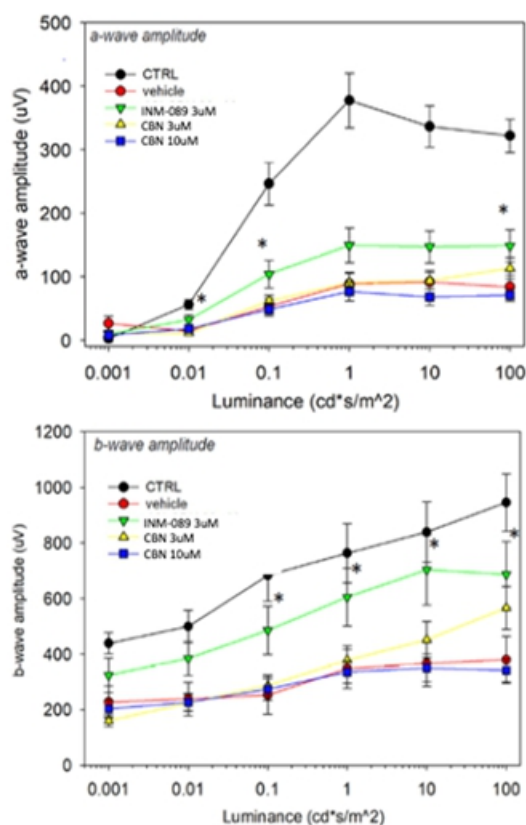 500
a-wave amplitude
CTRL
vehicle
INM-089 3uM
CBN 3uM
CBN 10uM
400
300
200
100
0
a-wave amplitude (uV)
*
*
*
0.001 0.01 0.1 1 10 100
Luminance (cd*s/m^2)
1200
b-wave amplitude
CTRL
vehicle
INM-089 3uM
CBN 3uM
CBN 10uM
1000
800
600
400
200
0
b-wave amplitude (uV)
*
*
*
*
0.001 0.01 0.1 1 10 100
Luminance (cd*s/m^2)